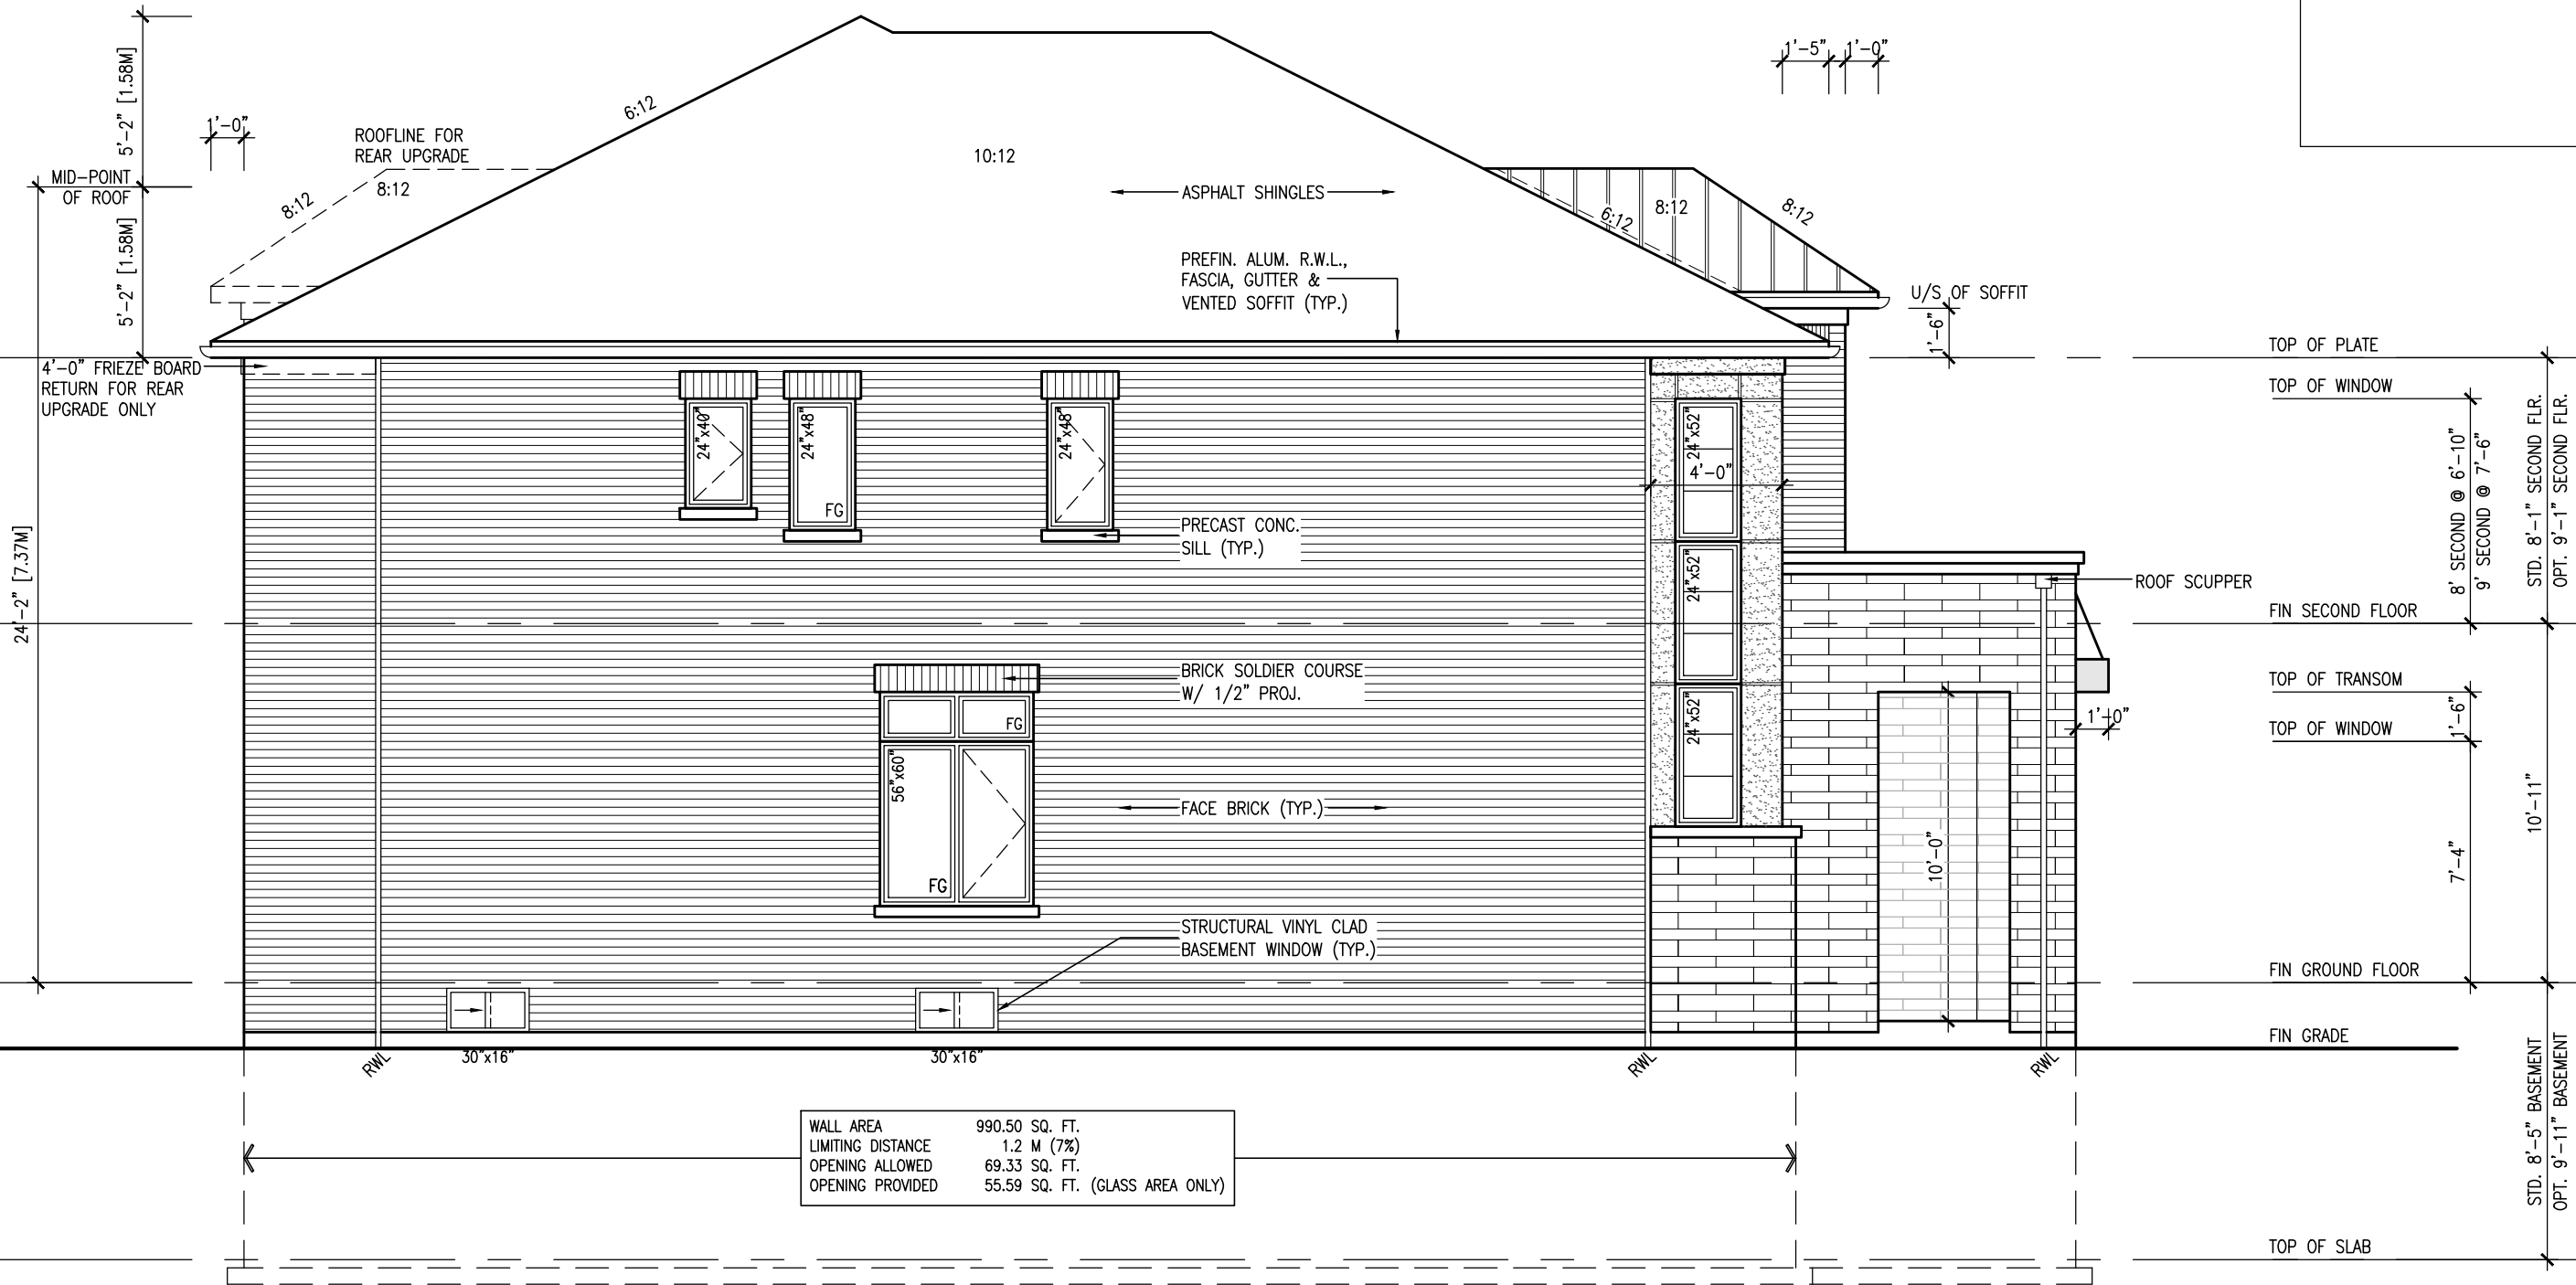 5'-2" [1.58M]
1'-0"
ROOFLINE FOR
REAR UPGRADE
6:12
10:12
1'-5"
1'-0"
MID-POINT
OF ROOF
8:12
8:12
ASPHALT SHINGLES
6:12
8:12
8:12
5'-2" [1.58M]
PREFIN. ALUM. R.W.L.,
FASCIA, GUTTER &
VENTED SOFFIT (TYP.)
U/S OF SOFFIT
1'-6"
TOP OF PLATE
4'-0" FRIEZE BOARD
RETURN FOR REAR
UPGRADE ONLY
TOP OF WINDOW
24"x40"
24"x48"
FG
24"x48"
24"x52"
4'-0"
8' SECOND @ 6'-10"
9' SECOND @ 7'-6"
STD. 8'-1" SECOND FLR.
OPT. 9'-1" SECOND FLR.
PRECAST CONC.
SILL (TYP.)
24"x52"
ROOF SCUPPER
24'-2" [7.37M]
FIN SECOND FLOOR
BRICK SOLDIER COURSE
W/ 1/2" PROJ.
24"x52"
TOP OF TRANSOM
FG
1'-0"
1'-6"
TOP OF WINDOW
56"x60"
FG
FACE BRICK (TYP.)
10'-0"
7'-4"
10'-11"
STRUCTURAL VINYL CLAD
BASEMENT WINDOW (TYP.)
FIN GROUND FLOOR
FIN GRADE
RWL
30"x16"
30"x16"
RWL
RWL
WALL AREA 990.50 SQ. FT.
LIMITING DISTANCE 1.2 M (7%)
OPENING ALLOWED 69.33 SQ. FT.
OPENING PROVIDED 55.59 SQ. FT. (GLASS AREA ONLY)
STD. 8'-5" BASEMENT
OPT. 9'-11" BASEMENT
TOP OF SLAB